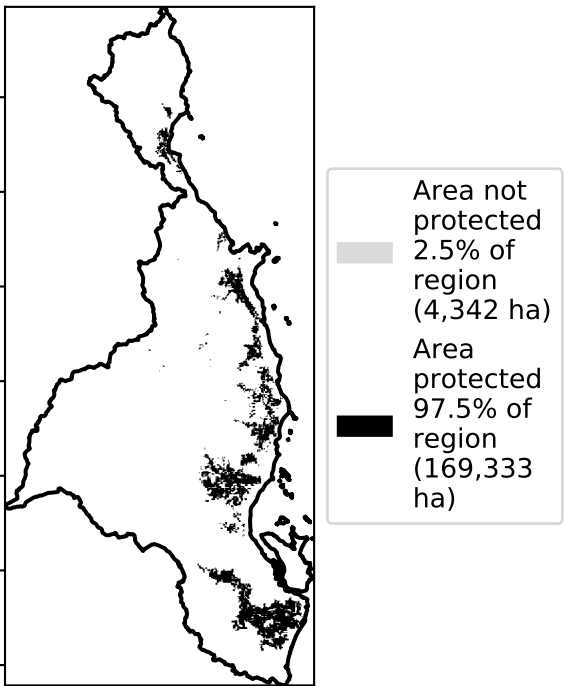 Area not
protected
2.5% of
region
(4,342 ha)
Area
protected
97.5% of
region
(169,333
ha)